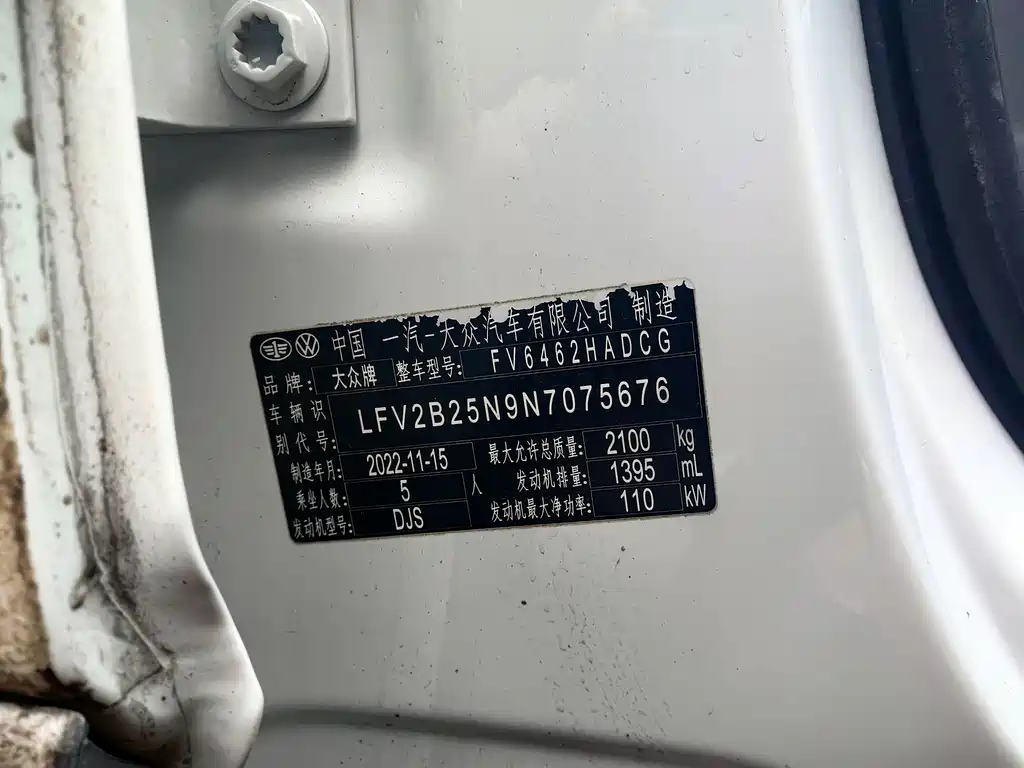 中国 一汽-大众汽车有限公司 制造
品牌: 大众牌 整车型号: FV6462HADCG
车辆识别代号: LFV2B25N9N7075676
制造年月: 2022-11-15 最大允许总质量: 2100 kg
乘坐人数: 5 人 发动机排量: 1395 mL
发动机型号: DJS 发动机最大净功率: 110 kW